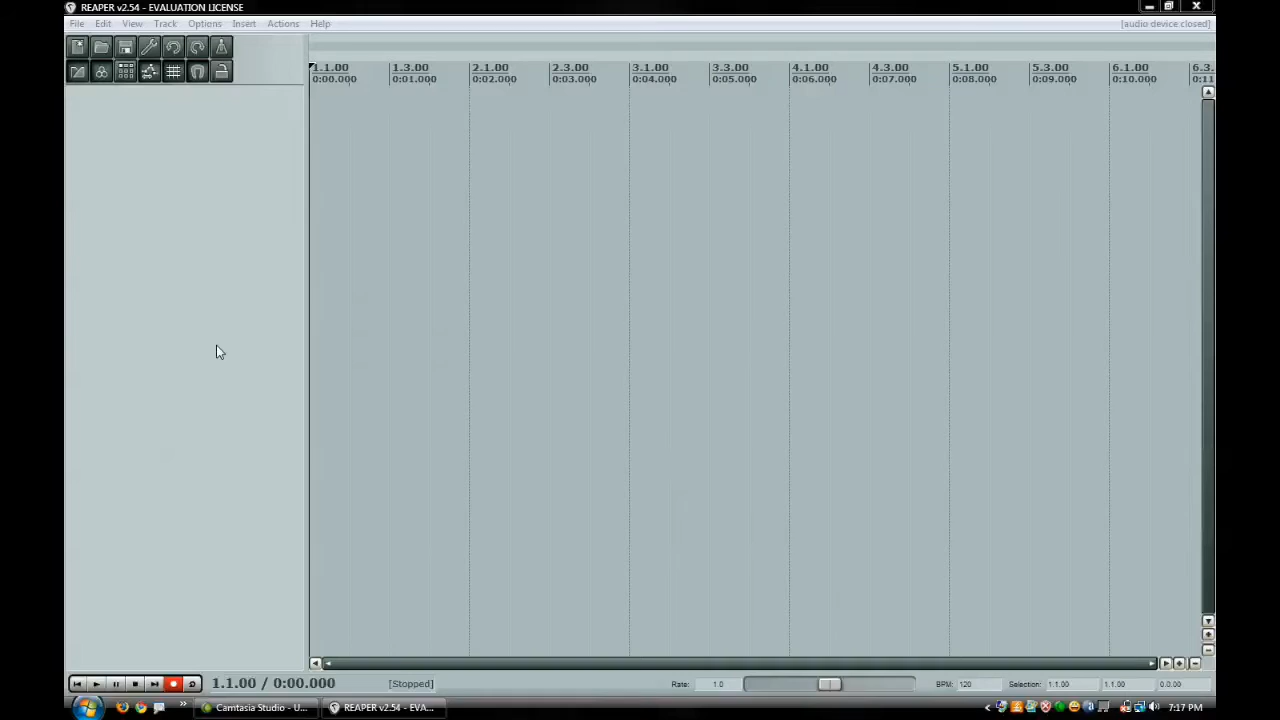 REAPER v2.54 - EVALUATION LICENSE
File Edit View Track Options Insert Actions Help [audio device closed]
1.1.00 1.3.00 2.1.00 2.3.00 3.1.00 3.3.00 4.1.00 4.3.00 5.1.00 5.3.00 6.1.00 6.3.
0:00.000 0:01.000 0:02.000 0:03.000 0:04.000 0:05.000 0:06.000 0:07.000 0:08.000 0:09.000 0:10.000 0:11
1.1.00 / 0:00.000 [Stopped] Rate: 1.0 BPM: 120 Selection: 1.1.00 1.1.00 0.0.00
Camtasia Studio - U... REAPER v2.54 - EVA... 7:17 PM